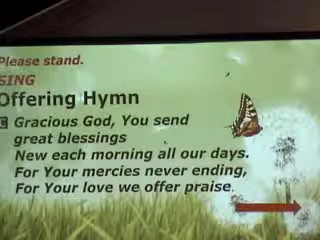 Please stand.
SING
Offering Hymn
C Gracious God, You send
great blessings
New each morning all our days.
For Your mercies never ending,
For Your love we offer praise.